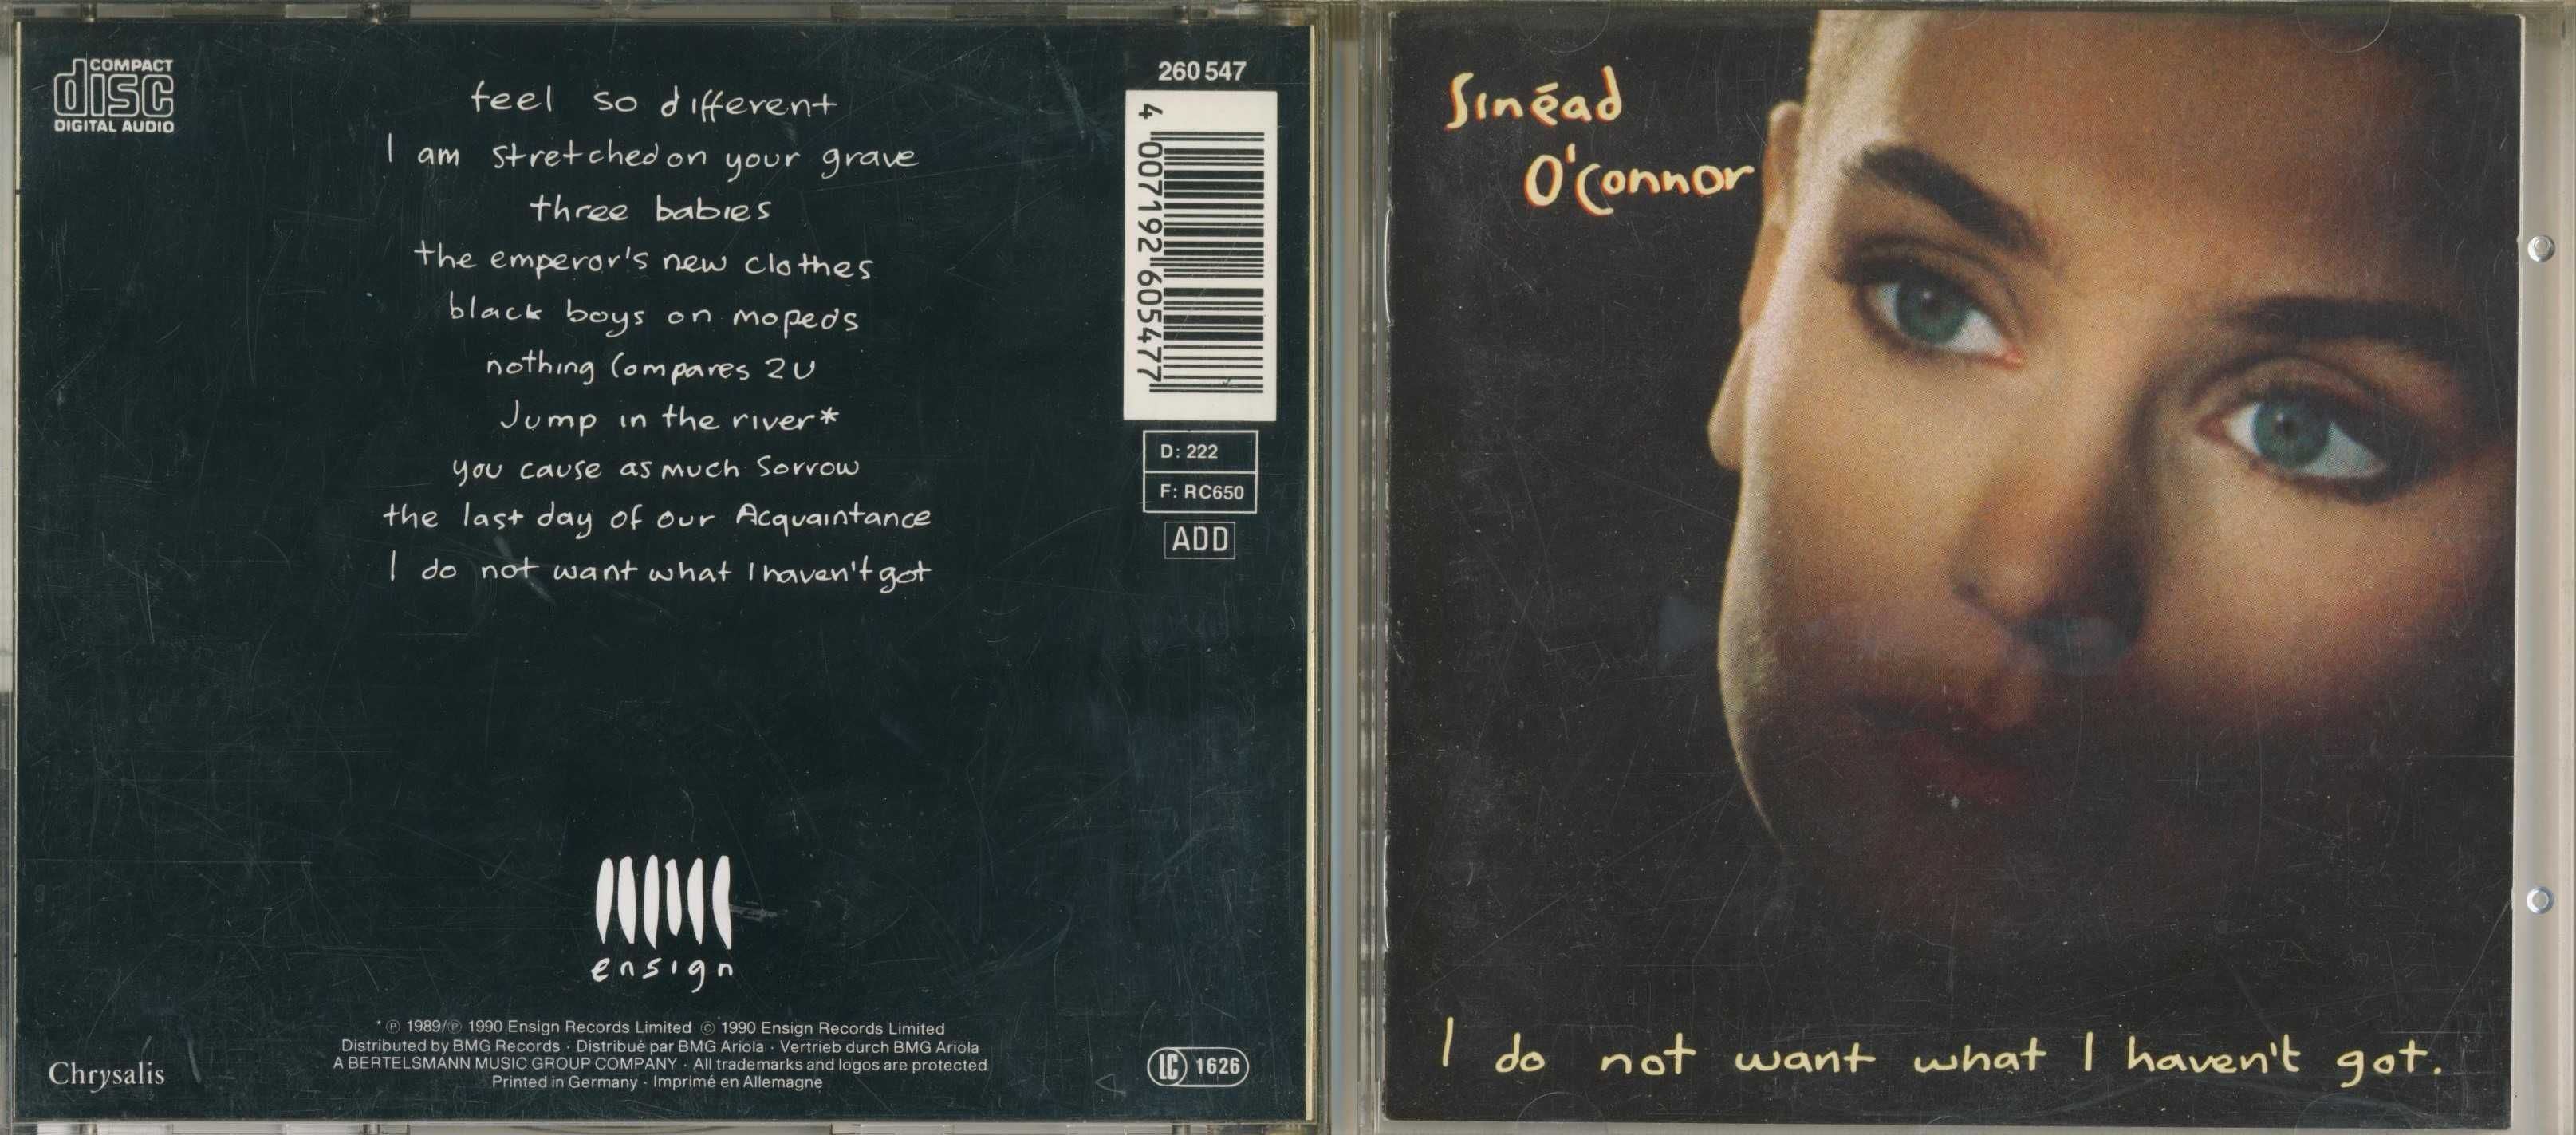 COMPACT
disc
DIGITAL AUDIO
feel so different
I am stretched on your grave
three babies
the emperor's new clothes
black boys on mopeds
nothing Compares 2U
Jump in the river*
you cause as much Sorrow
the last day of our Acquaintance
I do not want what I haven't got
260 547
4 007192 605477
D: 222
F: RC650
ADD
ensign
* ℗ 1989/℗ 1990 Ensign Records Limited © 1990 Ensign Records Limited
Distributed by BMG Records · Distribué par BMG Ariola · Vertrieb durch BMG Ariola
A BERTELSMANN MUSIC GROUP COMPANY · All trademarks and logos are protected
Printed in Germany · Imprimé en Allemagne
Chrysalis
LC 1626
Sinéad
O'Connor
I do not want what I haven't got.